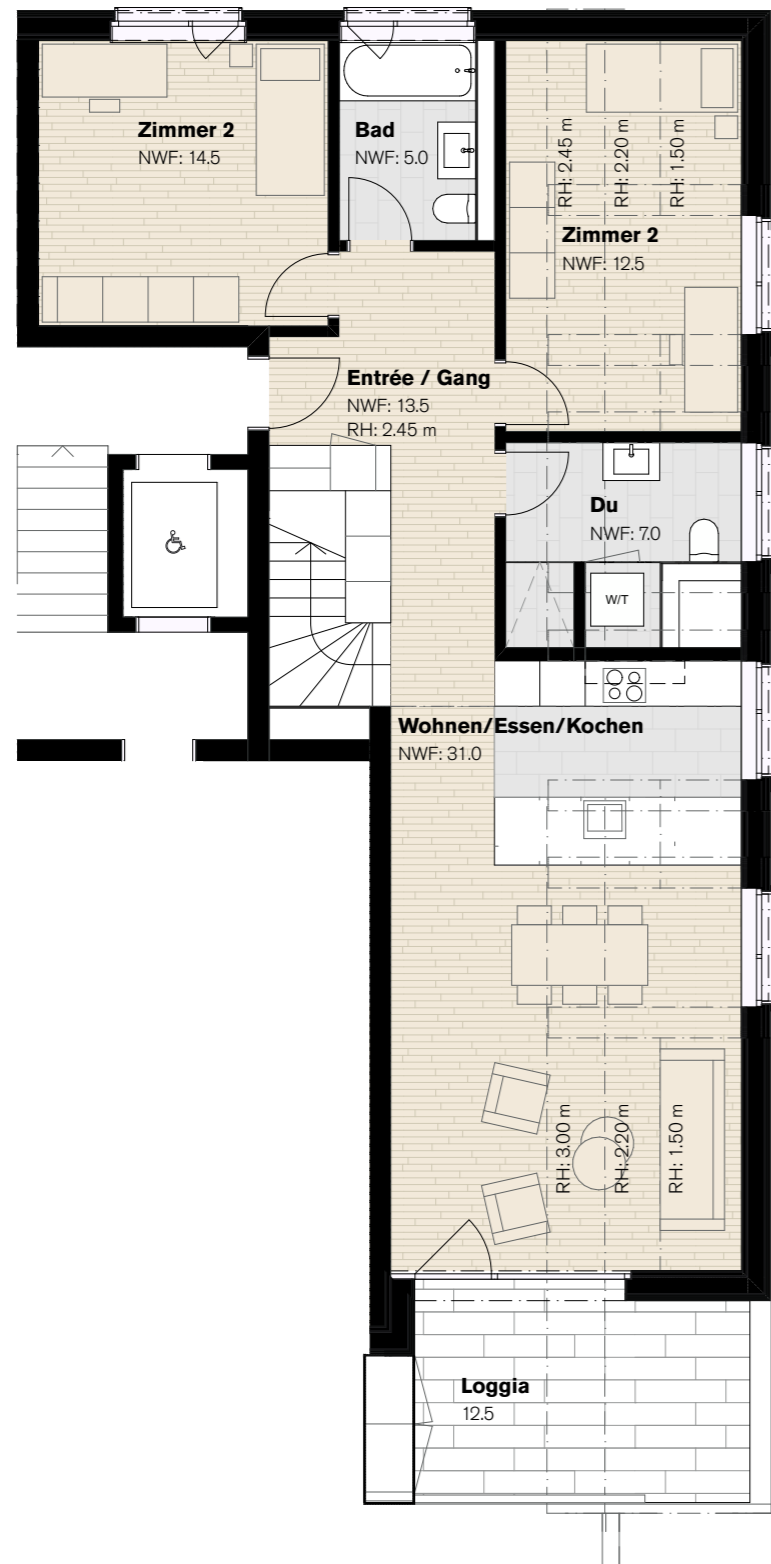 Zimmer 2
NWF: 14.5
Bad
NWF: 5.0
RH: 2.45 m
RH: 2.20 m
RH: 1.50 m
Zimmer 2
NWF: 12.5
Entrée / Gang
NWF: 13.5
RH: 2.45 m
Du
NWF: 7.0
W/T
Wohnen/Essen/Kochen
NWF: 31.0
RH: 3.00 m
RH: 2.20 m
RH: 1.50 m
Loggia
12.5